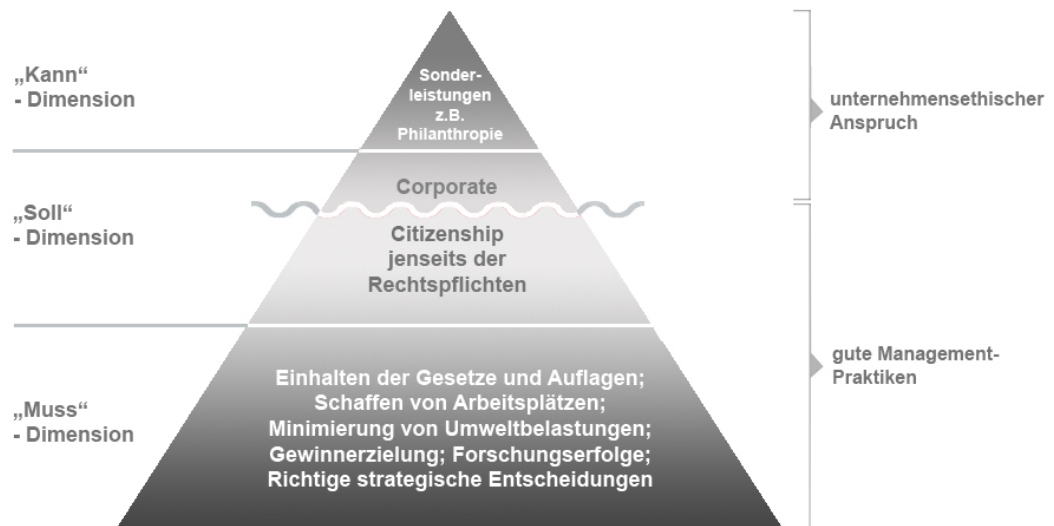 „Kann“
- Dimension
Sonder-
leistungen
z.B.
Philanthropie
unternehmensethischer
Anspruch
„Soll“
- Dimension
Corporate
Citizenship
jenseits der
Rechtspflichten
gute Management-
Praktiken
„Muss“
- Dimension
Einhalten der Gesetze und Auflagen;
Schaffen von Arbeitsplätzen;
Minimierung von Umweltbelastungen;
Gewinnerzielung; Forschungserfolge;
Richtige strategische Entscheidungen